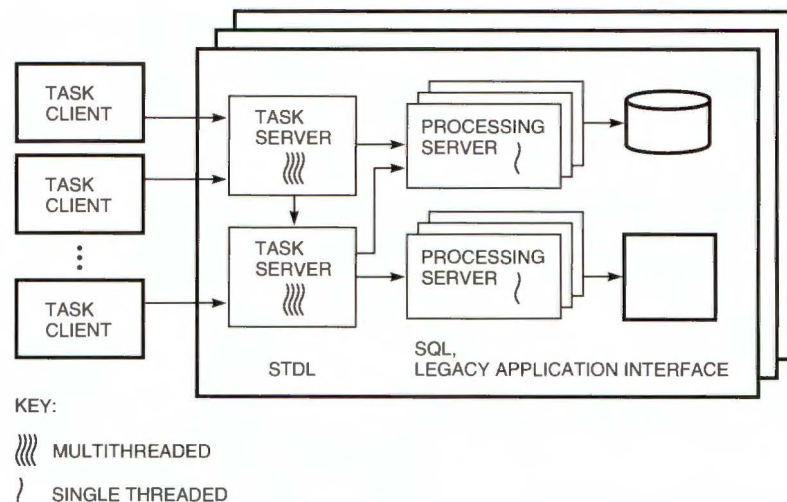 TASK
CLIENT
TASK
CLIENT
TASK
CLIENT
TASK
SERVER
TASK
SERVER
PROCESSING
SERVER
PROCESSING
SERVER
STDL
SQL,
LEGACY APPLICATION INTERFACE
KEY:
MULTITHREADED
SINGLE THREADED